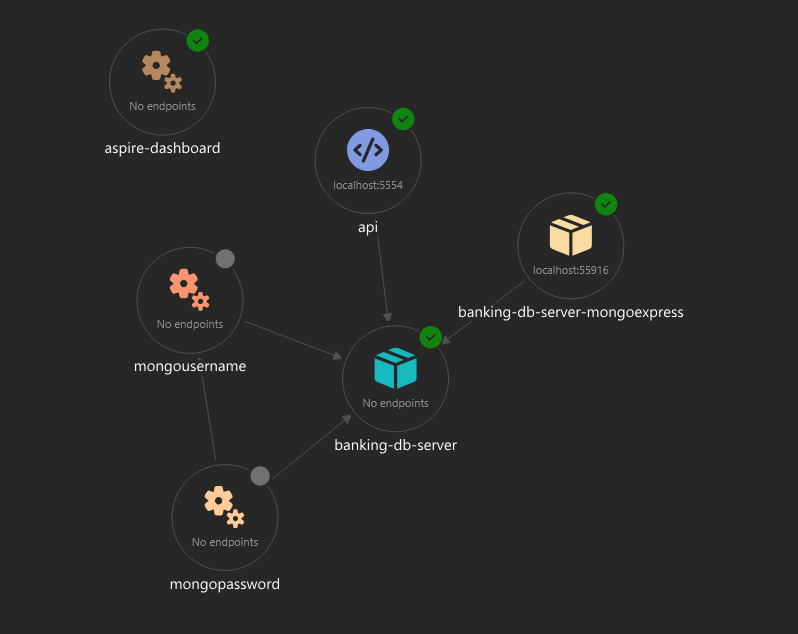 No endpoints
aspire-dashboard
localhost:5554
api
localhost:55916
banking-db-server-mongoexpress
No endpoints
mongousername
No endpoints
banking-db-server
No endpoints
mongopassword